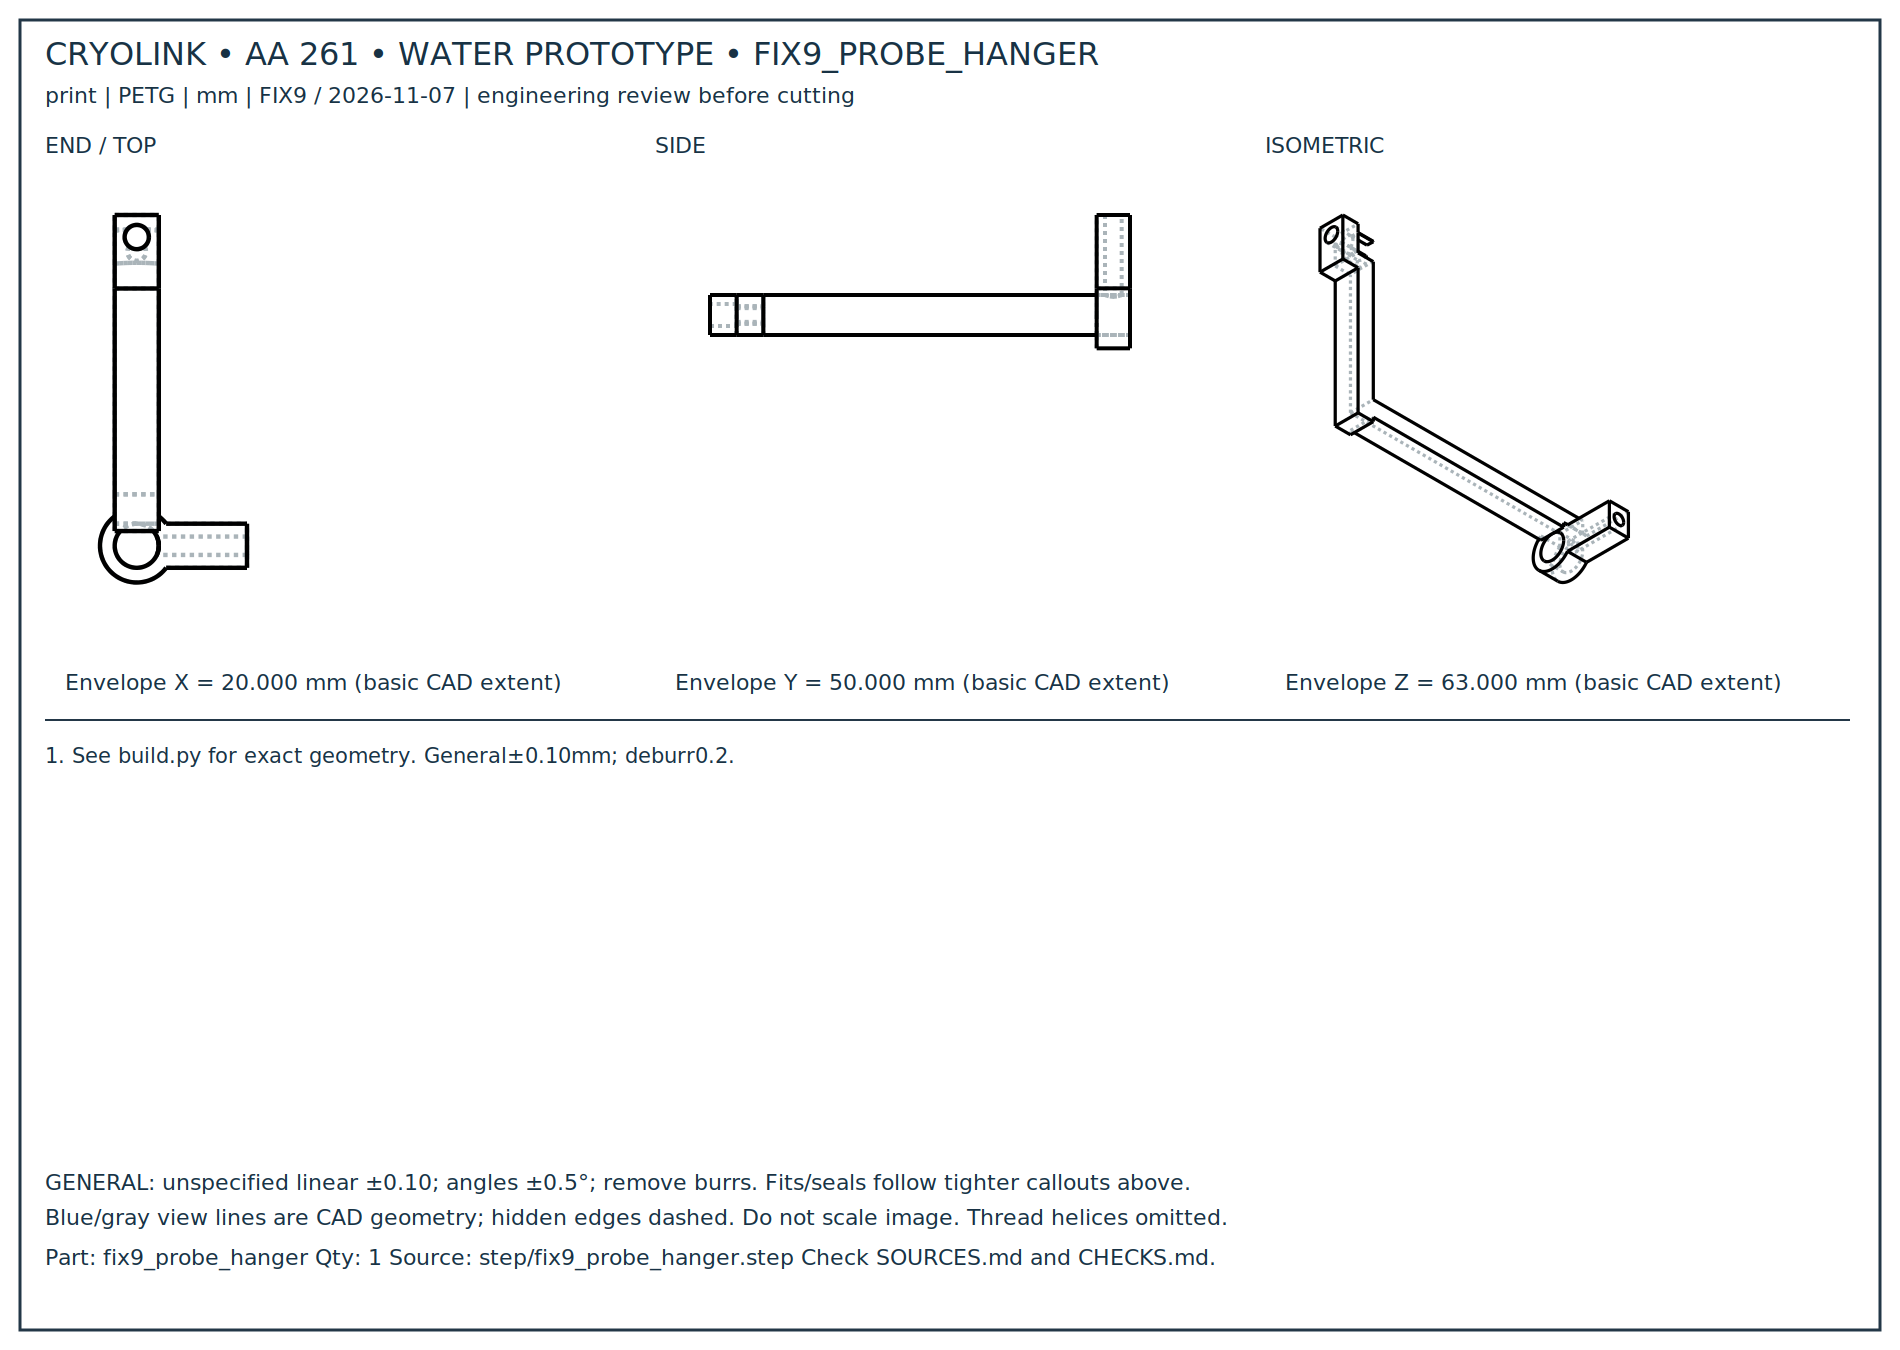 CRYOLINK • AA 261 • WATER PROTOTYPE • FIX9_PROBE_HANGER
print | PETG | mm | FIX9 / 2026-11-07 | engineering review before cutting
END / TOP
SIDE
ISOMETRIC
Envelope X = 20.000 mm (basic CAD extent)
Envelope Y = 50.000 mm (basic CAD extent)
Envelope Z = 63.000 mm (basic CAD extent)
1. See build.py for exact geometry. General±0.10mm; deburr0.2.
GENERAL: unspecified linear ±0.10; angles ±0.5°; remove burrs. Fits/seals follow tighter callouts above.
Blue/gray view lines are CAD geometry; hidden edges dashed. Do not scale image. Thread helices omitted.
Part: fix9_probe_hanger Qty: 1 Source: step/fix9_probe_hanger.step Check SOURCES.md and CHECKS.md.